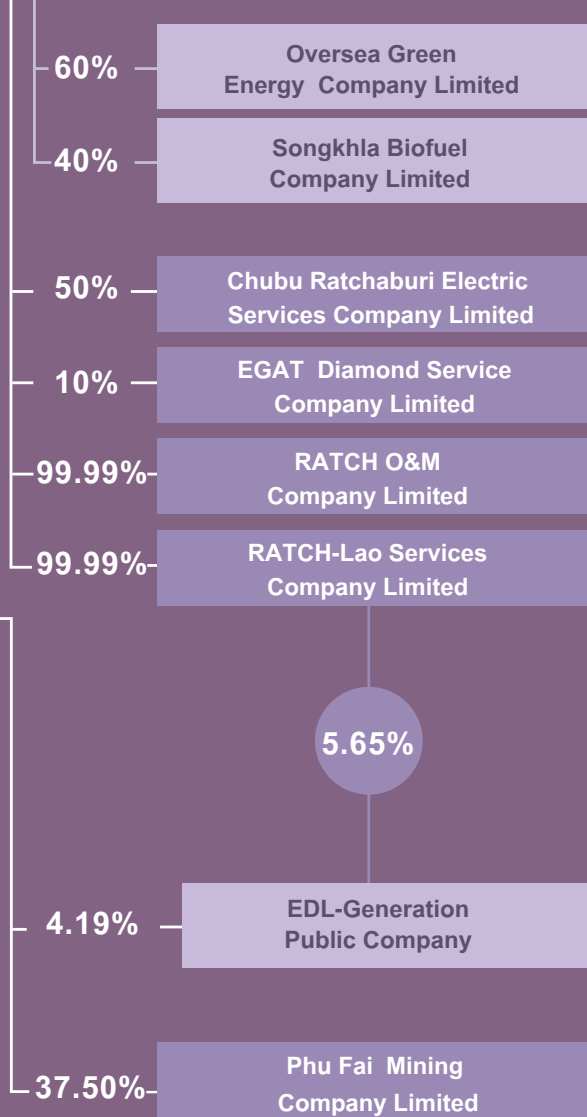 60%
Oversea Green
Energy Company Limited
40%
Songkhla Biofuel
Company Limited
50%
Chubu Ratchaburi Electric
Services Company Limited
10%
EGAT Diamond Service
Company Limited
99.99%
RATCH O&M
Company Limited
99.99%
RATCH-Lao Services
Company Limited
5.65%
4.19%
EDL-Generation
Public Company
37.50%
Phu Fai Mining
Company Limited